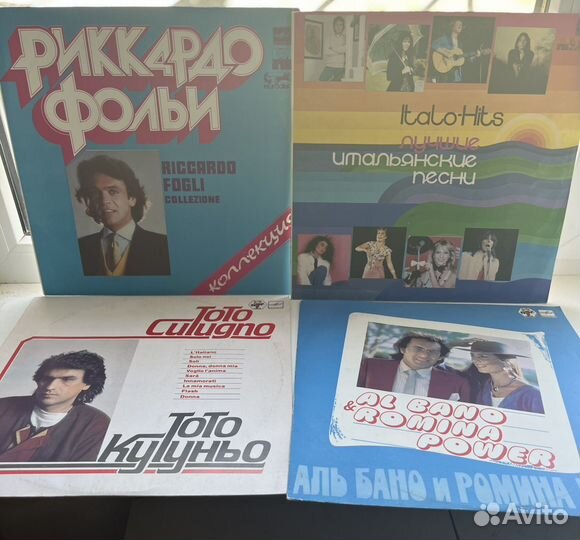 РИККАРДО
ФОЛЬИ
RICCARDO
FOGLI
COLLEZIONE
КОЛЛЕКЦИЯ
Italo-Hits
ЛУЧШИЕ
ИТАЛЬЯНСКИЕ
ПЕСНИ
TOTO
CUTUGNO
L'Italiano
Solo noi
Soli
Donna, donna mia
Voglio l'anima
Sarà
Innamorati
La mia musica
Flash
Donna
ТОТО
КУТУНЬО
AL BANO
& ROMINA
POWER
АЛЬ БАНО И РОМИНА
Avito